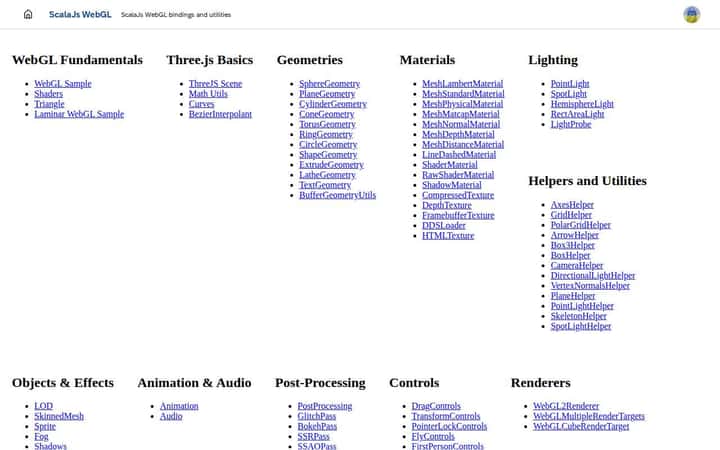 ScalaJs WebGL ScalaJs WebGL bindings and utilities
WebGL Fundamentals
WebGL Sample
Shaders
Triangle
Laminar WebGL Sample
Three.js Basics
ThreeJS Scene
Math Utils
Curves
BezierInterpolant
Geometries
SphereGeometry
PlaneGeometry
CylinderGeometry
ConeGeometry
TorusGeometry
RingGeometry
CircleGeometry
ShapeGeometry
ExtrudeGeometry
LatheGeometry
TextGeometry
BufferGeometryUtils
Materials
MeshLambertMaterial
MeshStandardMaterial
MeshPhysicalMaterial
MeshMatcapMaterial
MeshNormalMaterial
MeshDepthMaterial
MeshDistanceMaterial
LineDashedMaterial
ShaderMaterial
RawShaderMaterial
ShadowMaterial
CompressedTexture
DepthTexture
FramebufferTexture
DDSLoader
HTMLTexture
Lighting
PointLight
SpotLight
HemisphereLight
RectAreaLight
LightProbe
Helpers and Utilities
AxesHelper
GridHelper
PolarGridHelper
ArrowHelper
Box3Helper
BoxHelper
CameraHelper
DirectionalLightHelper
VertexNormalsHelper
PlaneHelper
PointLightHelper
SkeletonHelper
SpotLightHelper
Objects & Effects
LOD
SkinnedMesh
Sprite
Fog
Shadows
Animation & Audio
Animation
Audio
Post-Processing
PostProcessing
GlitchPass
BokehPass
SSRPass
SSAOPass
Controls
DragControls
TransformControls
PointerLockControls
FlyControls
FirstPersonControls
Renderers
WebGL2Renderer
WebGLMultipleRenderTargets
WebGLCubeRenderTarget